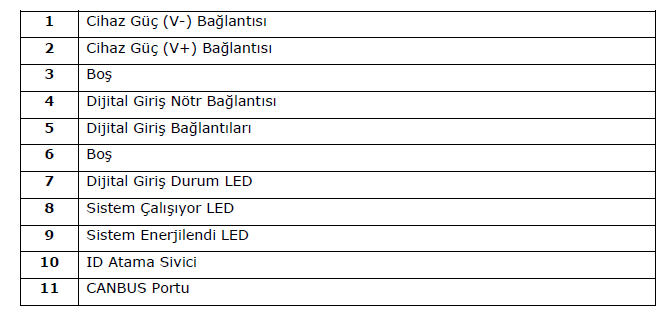 1 Cihaz Güç (V-) Bağlantısı
2 Cihaz Güç (V+) Bağlantısı
3 Boş
4 Dijital Giriş Nötr Bağlantısı
5 Dijital Giriş Bağlantıları
6 Boş
7 Dijital Giriş Durum LED
8 Sistem Çalışıyor LED
9 Sistem Enerjilendi LED
10 ID Atama Sivici
11 CANBUS Portu